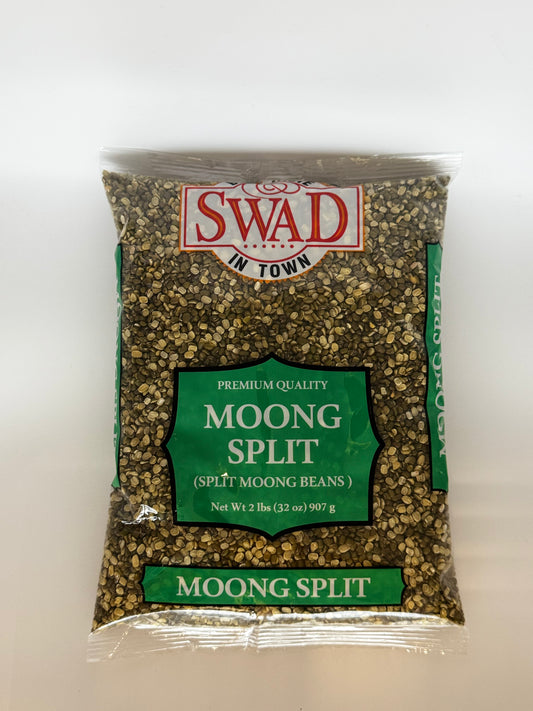 SWAD
IN TOWN
PREMIUM QUALITY
MOONG
SPLIT
(SPLIT MOONG BEANS )
Net Wt 2 lbs (32 oz) 907 g
MOONG SPLIT
MOONG SPLIT